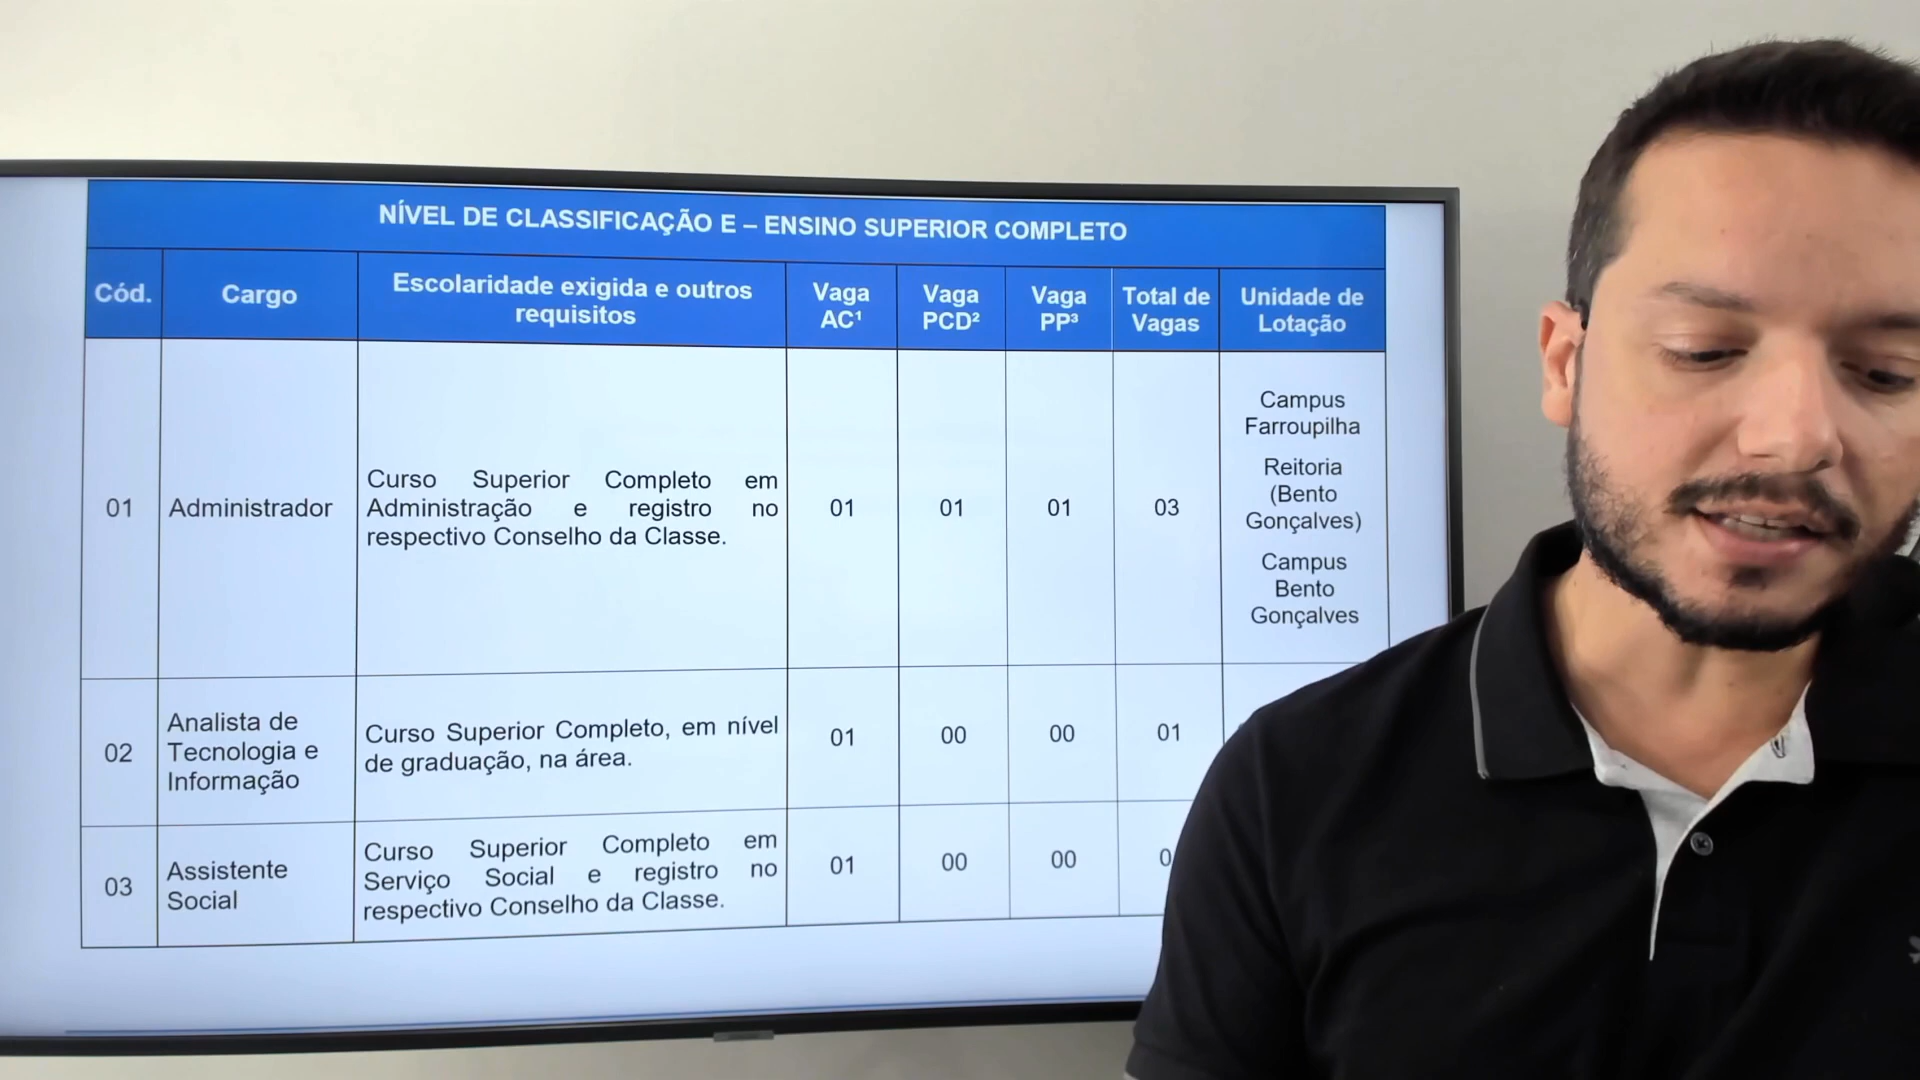 NÍVEL DE CLASSIFICAÇÃO E – ENSINO SUPERIOR COMPLETO
Cód.
Cargo
Escolaridade exigida e outros
requisitos
Vaga
AC¹
Vaga
PCD²
Vaga
PP³
Total de
Vagas
Unidade de
Lotação
01
Administrador
Curso Superior Completo em
Administração e registro no
respectivo Conselho da Classe.
01
01
01
03
Campus
Farroupilha
Reitoria
(Bento
Gonçalves)
Campus
Bento
Gonçalves
02
Analista de
Tecnologia e
Informação
Curso Superior Completo, em nível
de graduação, na área.
01
00
00
01
03
Assistente
Social
Curso Superior Completo em
Serviço Social e registro no
respectivo Conselho da Classe.
01
00
00